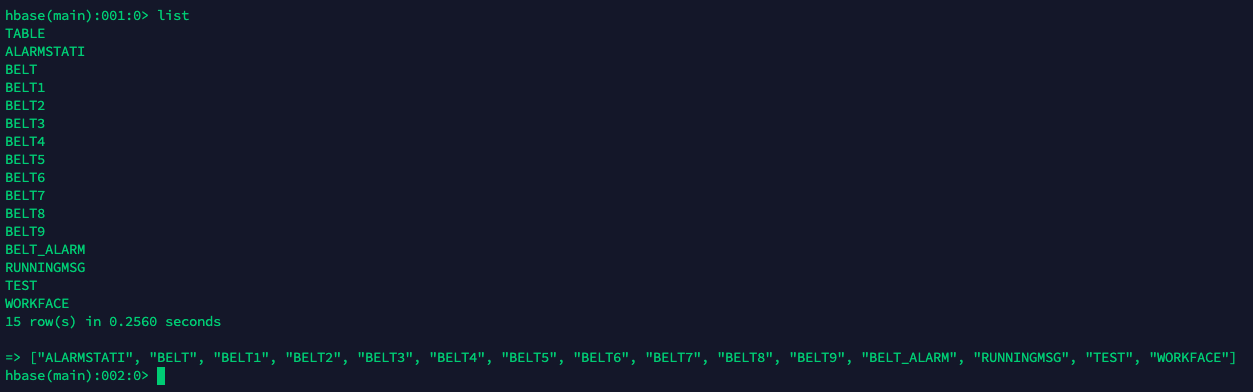 hbase(main):001:0> list
TABLE
ALARMSTATI
BELT
BELT1
BELT2
BELT3
BELT4
BELT5
BELT6
BELT7
BELT8
BELT9
BELT_ALARM
RUNNINGMSG
TEST
WORKFACE
15 row(s) in 0.2560 seconds
=> ["ALARMSTATI", "BELT", "BELT1", "BELT2", "BELT3", "BELT4", "BELT5", "BELT6", "BELT7", "BELT8", "BELT9", "BELT_ALARM", "RUNNINGMSG", "TEST", "WORKFACE"]
hbase(main):002:0>